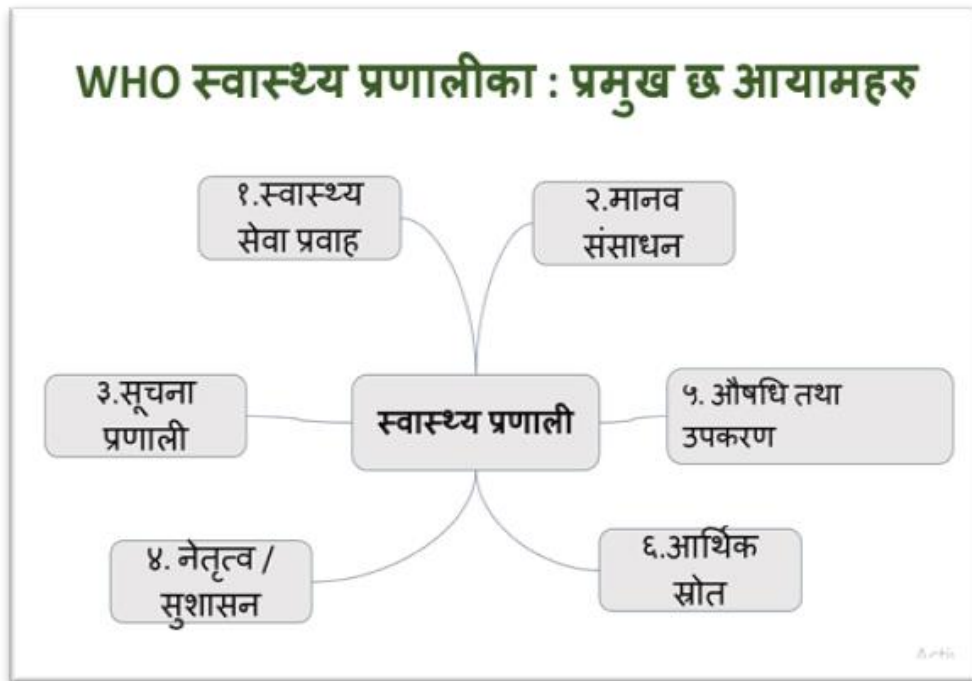 WHO स्वास्थ्य प्रणालीका : प्रमुख छ आयामहरु
१.स्वास्थ्य
सेवा प्रवाह
२.मानव
संसाधन
३.सूचना
प्रणाली
स्वास्थ्य प्रणाली
५. औषधि तथा
उपकरण
४. नेतृत्व /
सुशासन
६.आर्थिक
स्रोत